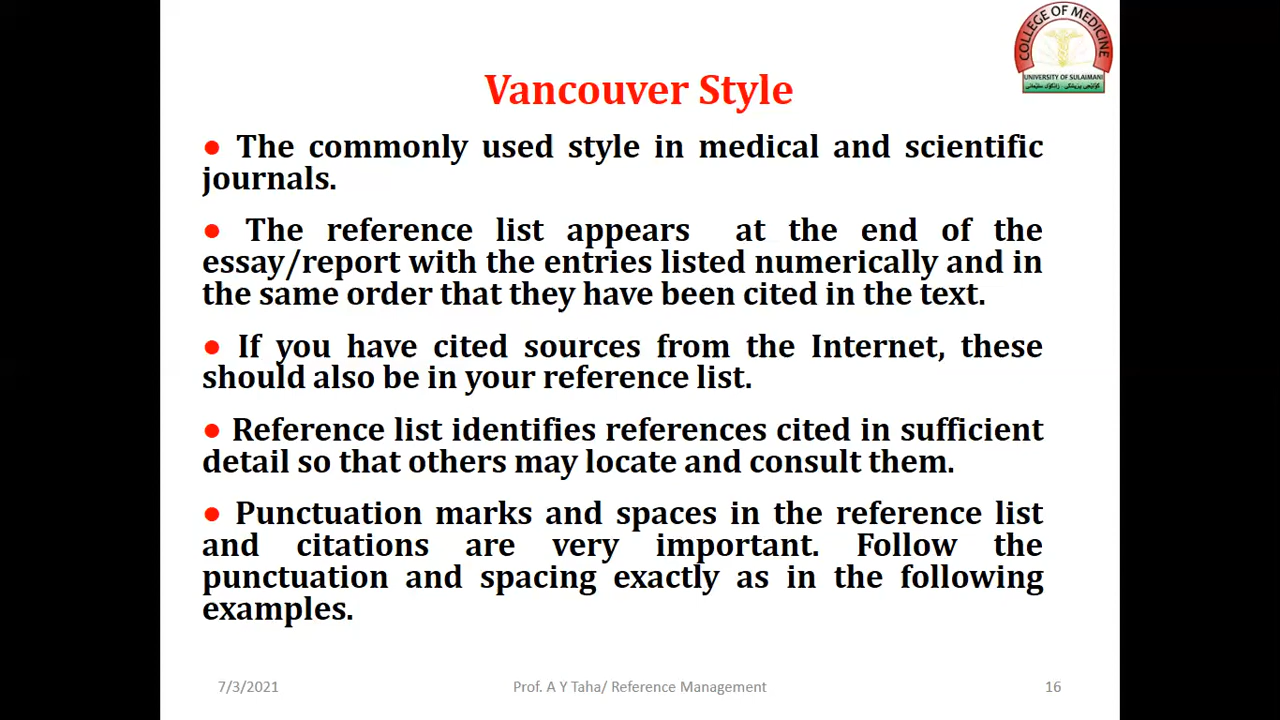 COLLEGE OF MEDICINE
UNIVERSITY OF SULAIMANI
Vancouver Style
● The commonly used style in medical and scientific
journals.
● The reference list appears at the end of the
essay/report with the entries listed numerically and in
the same order that they have been cited in the text.
● If you have cited sources from the Internet, these
should also be in your reference list.
● Reference list identifies references cited in sufficient
detail so that others may locate and consult them.
● Punctuation marks and spaces in the reference list
and citations are very important. Follow the
punctuation and spacing exactly as in the following
examples.
7/3/2021
Prof. A Y Taha/ Reference Management
16